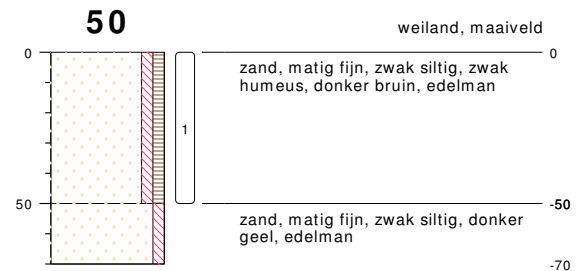 50
weiland, maaiveld
0
0
zand, matig fijn, zwak siltig, zwak
humeus, donker bruin, edelman
1
50
-50
zand, matig fijn, zwak siltig, donker
geel, edelman
-70